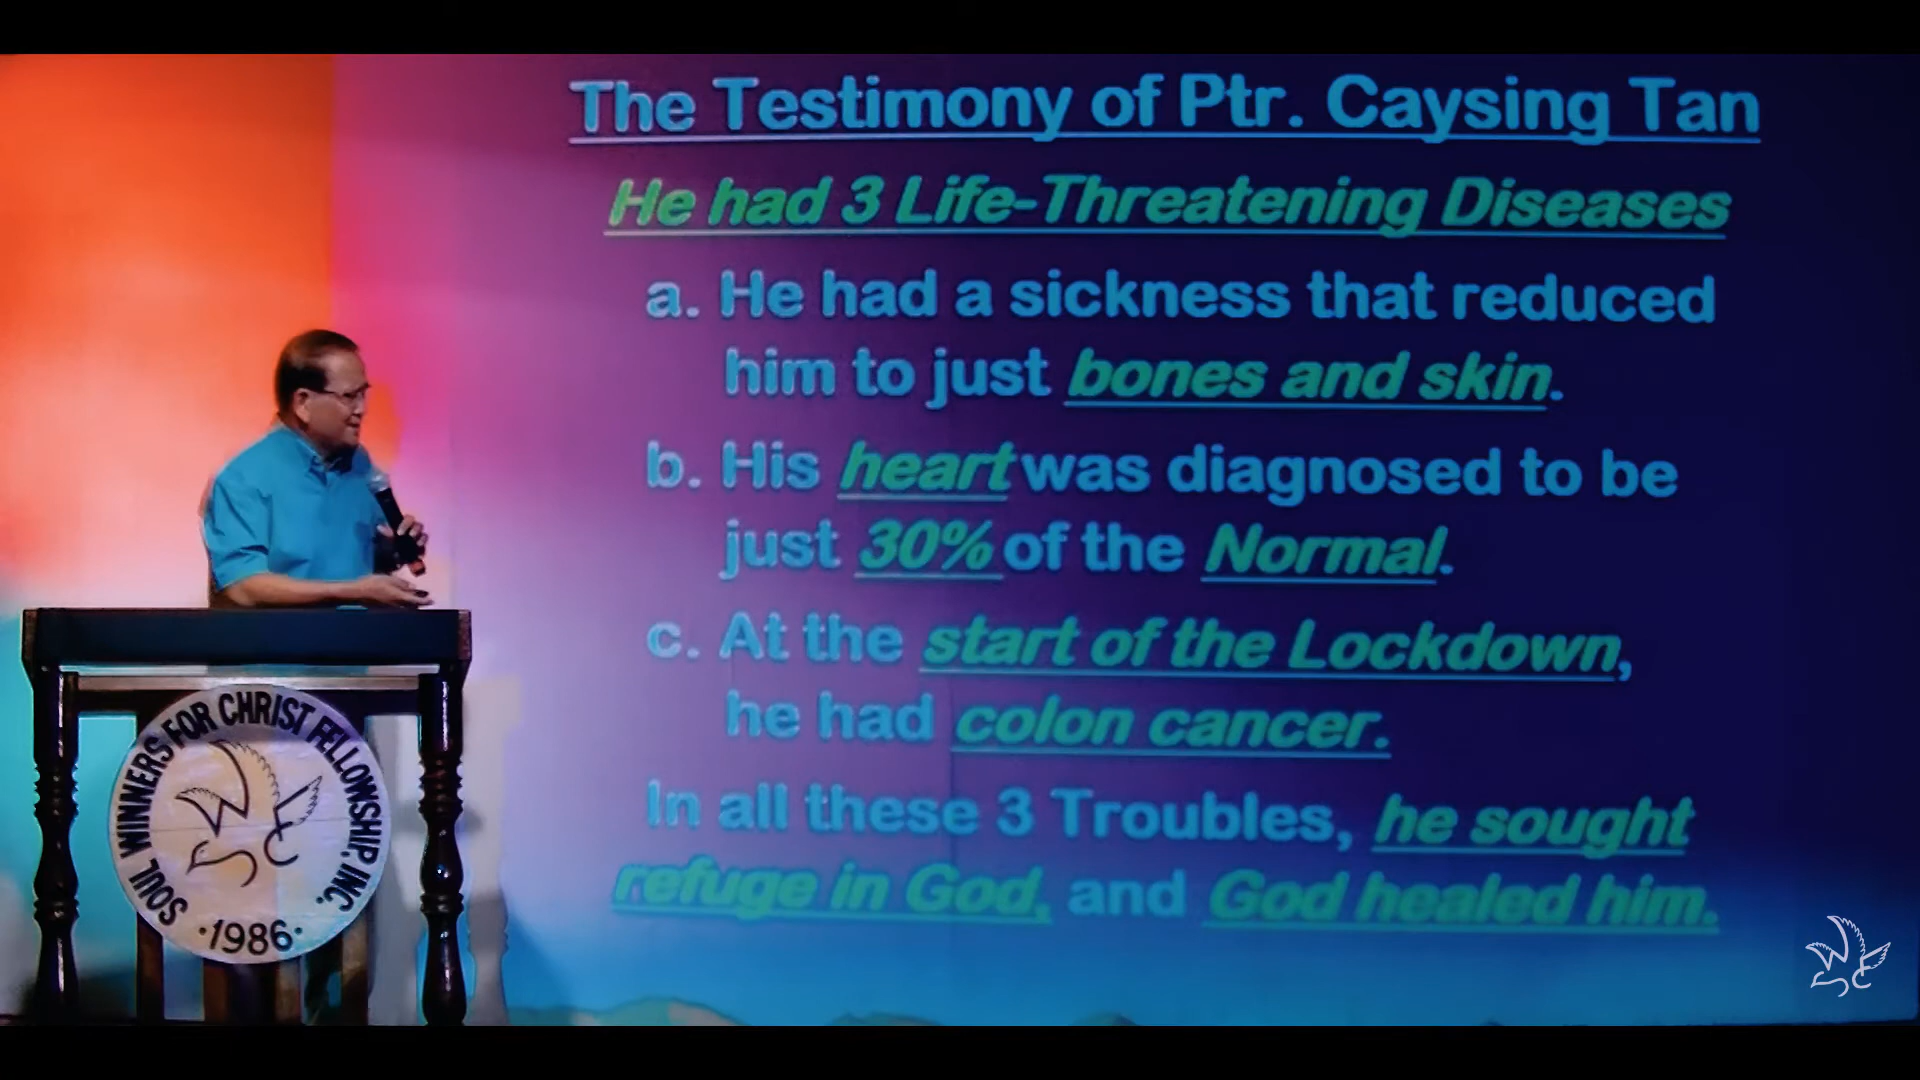 The Testimony of Ptr. Caysing Tan
He had 3 Life-Threatening Diseases
a. He had a sickness that reduced
him to just bones and skin.
b. His heart was diagnosed to be
just 30% of the Normal.
c. At the start of the Lockdown,
he had colon cancer.
In all these 3 Troubles, he sought
refuge in God, and God healed him.
SOUL WINNERS FOR CHRIST FELLOWSHIP, INC.
·1986·
SWCF
SWCF